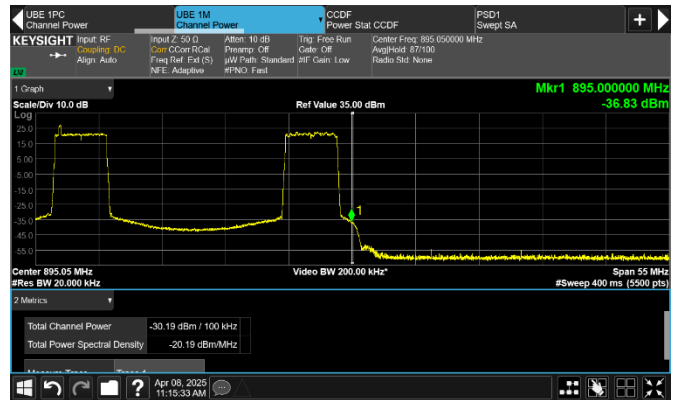 UBE 1PC
Channel Power
UBE 1M
Channel Power
CCDF
Power Stat CCDF
PSD1
Swept SA
KEYSIGHT
Input: RF
Coupling: DC
Align: Auto
Input Z: 50 Ω
Corr CCorr RCal
Freq Ref: Ext (S)
NFE: Adaptive
Atten: 10 dB
Preamp: Off
µW Path: Standard
#PNO: Fast
Trig: Free Run
Gate: Off
#IF Gain: Low
Center Freq: 895.050000 MHz
Avg|Hold: 87/100
Radio Std: None
1 Graph
Mkr1 895.000000 MHz
-36.83 dBm
Scale/Div 10.0 dB
Ref Value 35.00 dBm
Log
25.0
15.0
5.00
-5.00
-15.0
-25.0
-35.0
-45.0
-55.0
1
Center 895.05 MHz
Video BW 200.00 kHz*
Span 55 MHz
#Res BW 20.000 kHz
#Sweep 400 ms (5500 pts)
2 Metrics
Total Channel Power -30.19 dBm / 100 kHz
Total Power Spectral Density -20.19 dBm/MHz
Apr 08, 2025
11:15:33 AM